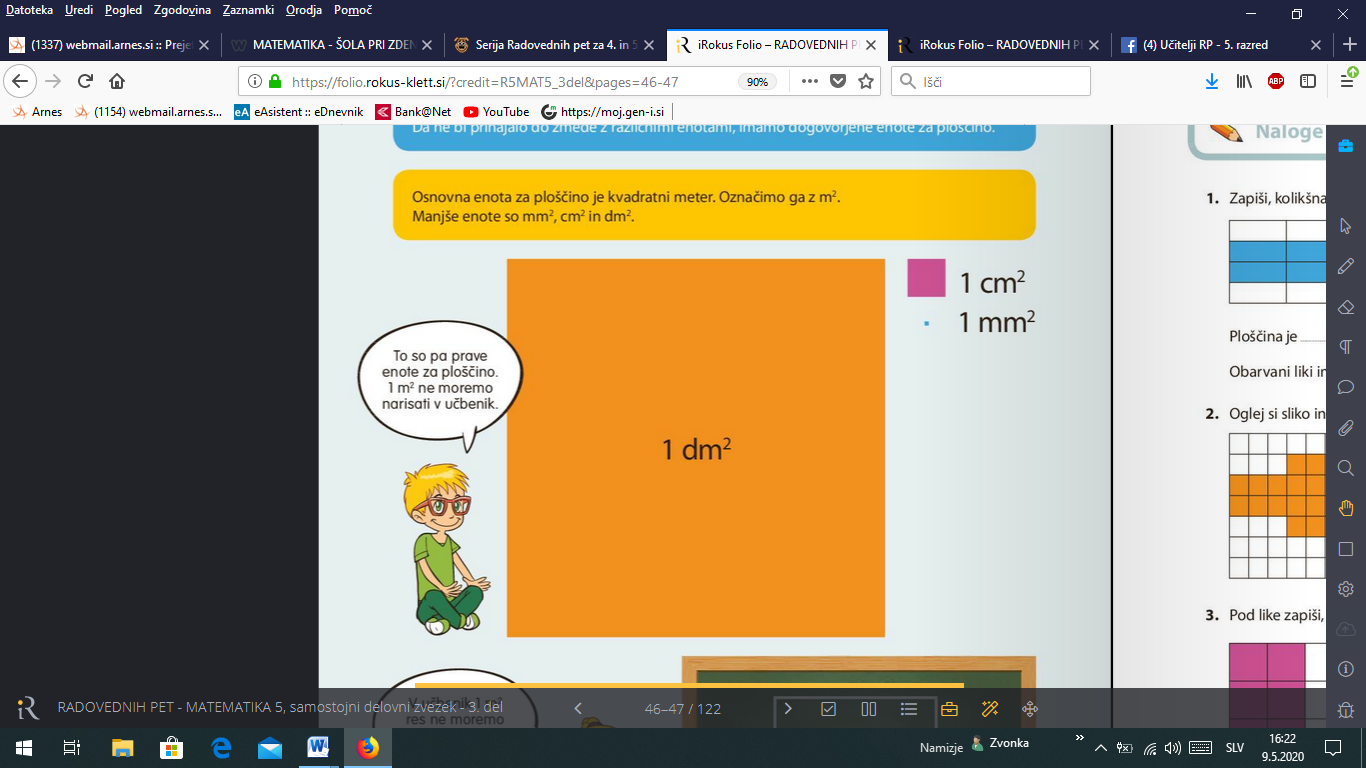 Datoteka Uredi Pogled Zgodovina Zaznamki Orodja Pomoč
(1337) webmail.arnes.si :: Preje
MATEMATIKA - ŠOLA PRI ZDEN
Serija Radovednih pet za 4. in 5
iRokus Folio – RADOVEDNIH P
iRokus Folio – RADOVEDNIH P
(4) Učitelji RP - 5. razred
https://folio.rokus-klett.si/?credit=R5MAT5_3del&pages=46-47
90%
Išči
ABP
Arnes
(1154) webmail.arnes.s...
eA eAsistent :: eDnevnik
Bank@Net
YouTube
https://moj.gen-i.si
Da ne bi prihajalo do zmede z različnimi enotami, imamo dogovorjene enote za ploščino.
Osnovna enota za ploščino je kvadratni meter. Označimo ga z m².
Manjše enote so mm², cm² in dm².
1 cm²
1 mm²
To so pa prave
enote za ploščino.
1 m² ne moremo
narisati v učbenik.
1 dm²
res ne moremo
Naloge
1. Zapiši, kolikšna
Ploščina je
Obarvani liki in
2. Oglej si sliko in
3. Pod like zapiši,
iR
RADOVEDNIH PET - MATEMATIKA 5, samostojni delovni zvezek - 3. del
46–47 / 122
Namizje
Zvonka
SLV
16:22
9.5.2020